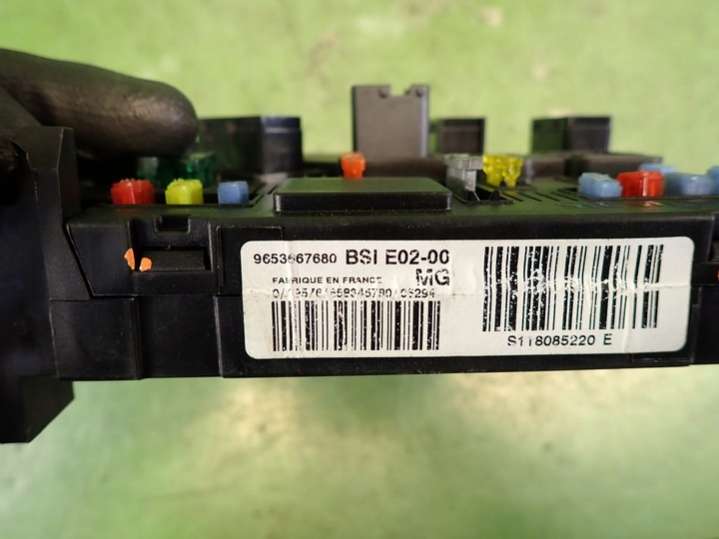 9653667680 BSI E02-00
MG
FABRIQUE EN FRANCE
S118085220 E